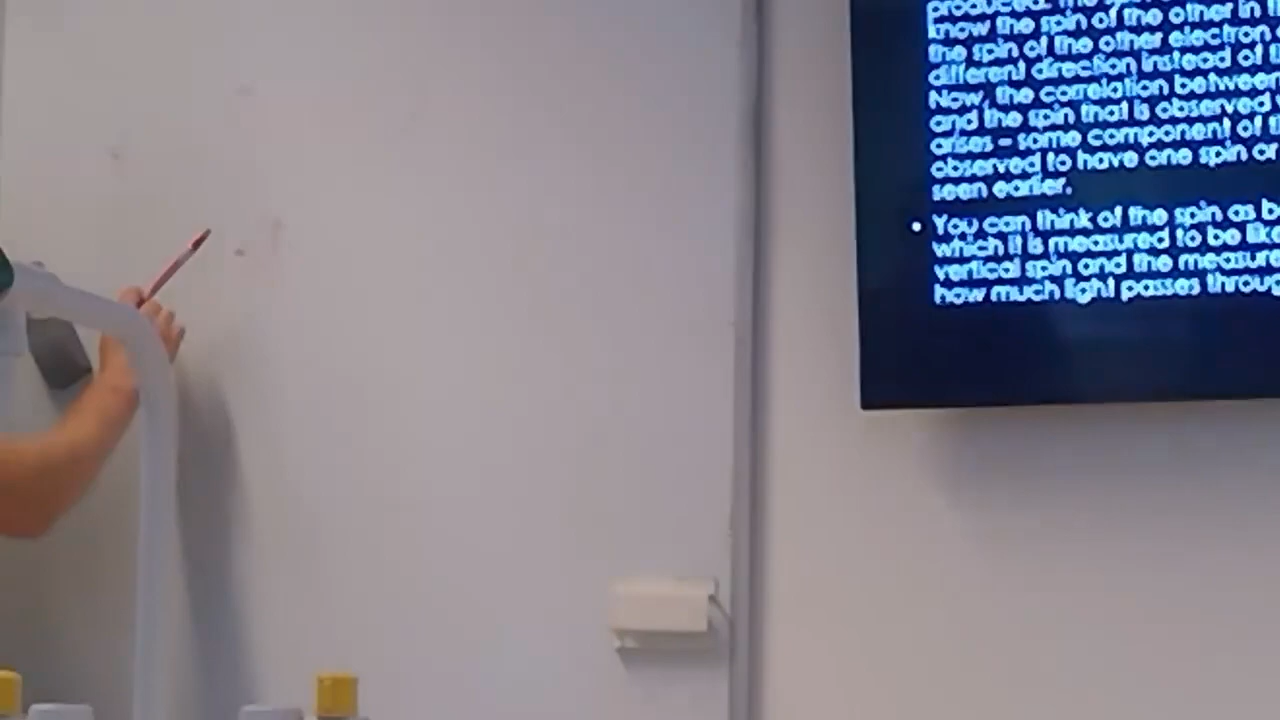 produced. The spin
know the spin of the other in t
the spin of the other electron
different direction instead of t
Now, the correlation between
and the spin that is observed
arises – some component of t
observed to have one spin or
seen earlier.
• You can think of the spin as b
which it is measured to be like
vertical spin and the measure
how much light passes throug